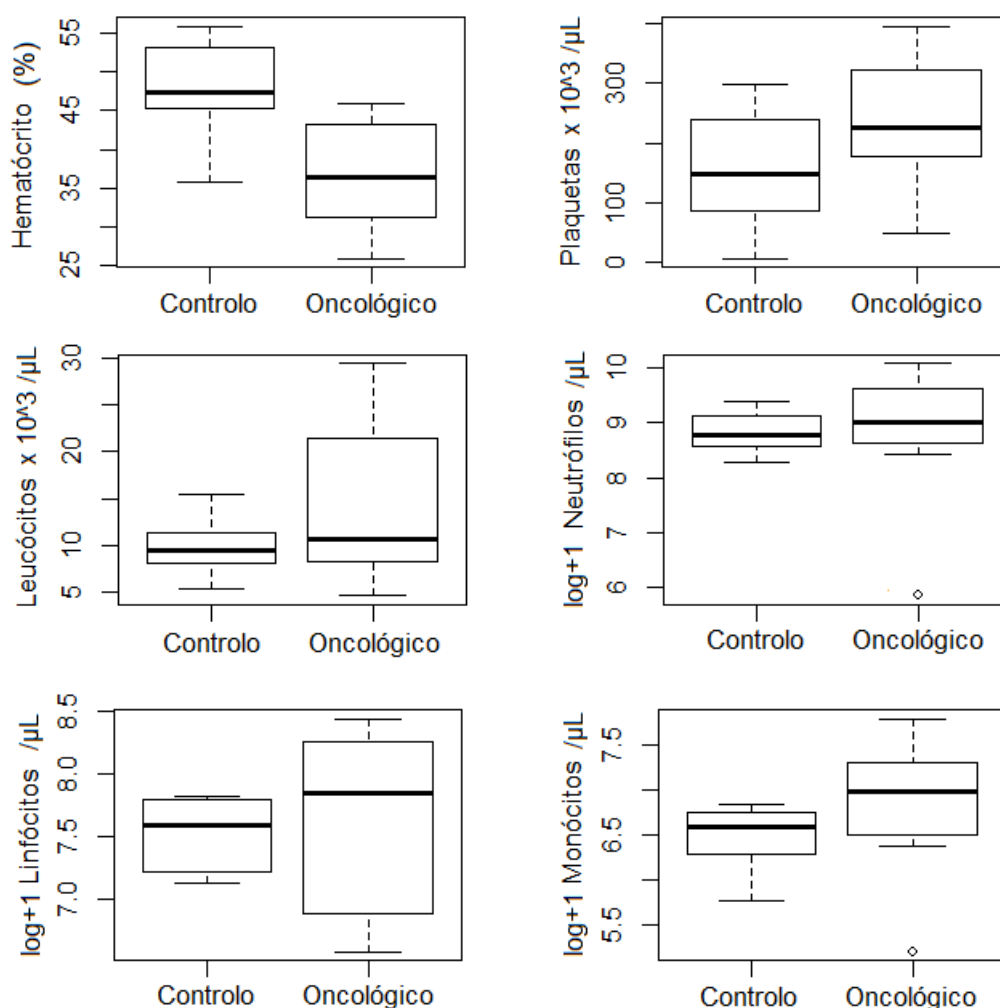 Hematócrito (%)
55
45
35
25
Controlo Oncológico
Plaquetas x 10^3 /µL
300
100
0
Controlo Oncológico
Leucócitos x 10^3 /µL
30
20
10
5
Controlo Oncológico
log+1 Neutrófilos /µL
10
9
8
7
6
Controlo Oncológico
log+1 Linfócitos /µL
8.5
8.0
7.5
7.0
Controlo Oncológico
log+1 Monócitos /µL
7.5
6.5
5.5
Controlo Oncológico